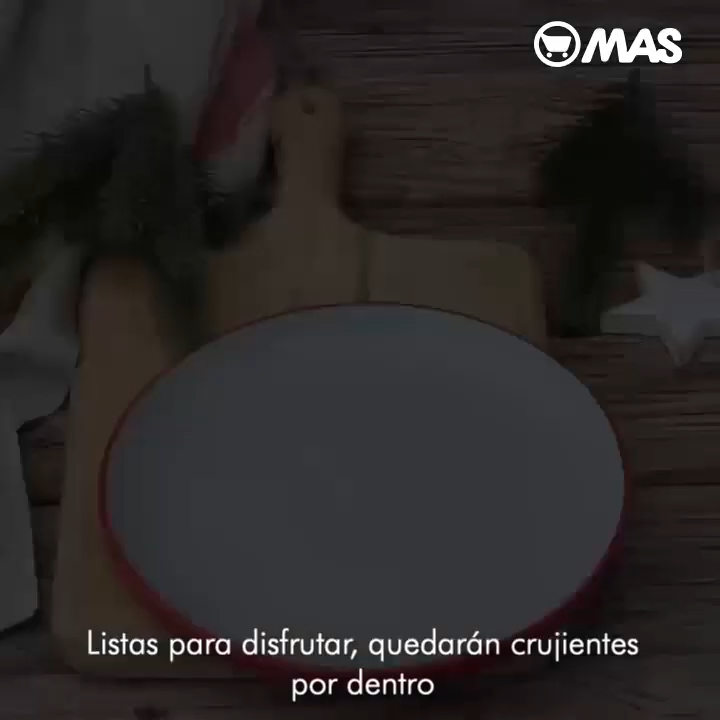 MAS
Listas para disfrutar, quedarán crujientes
por dentro